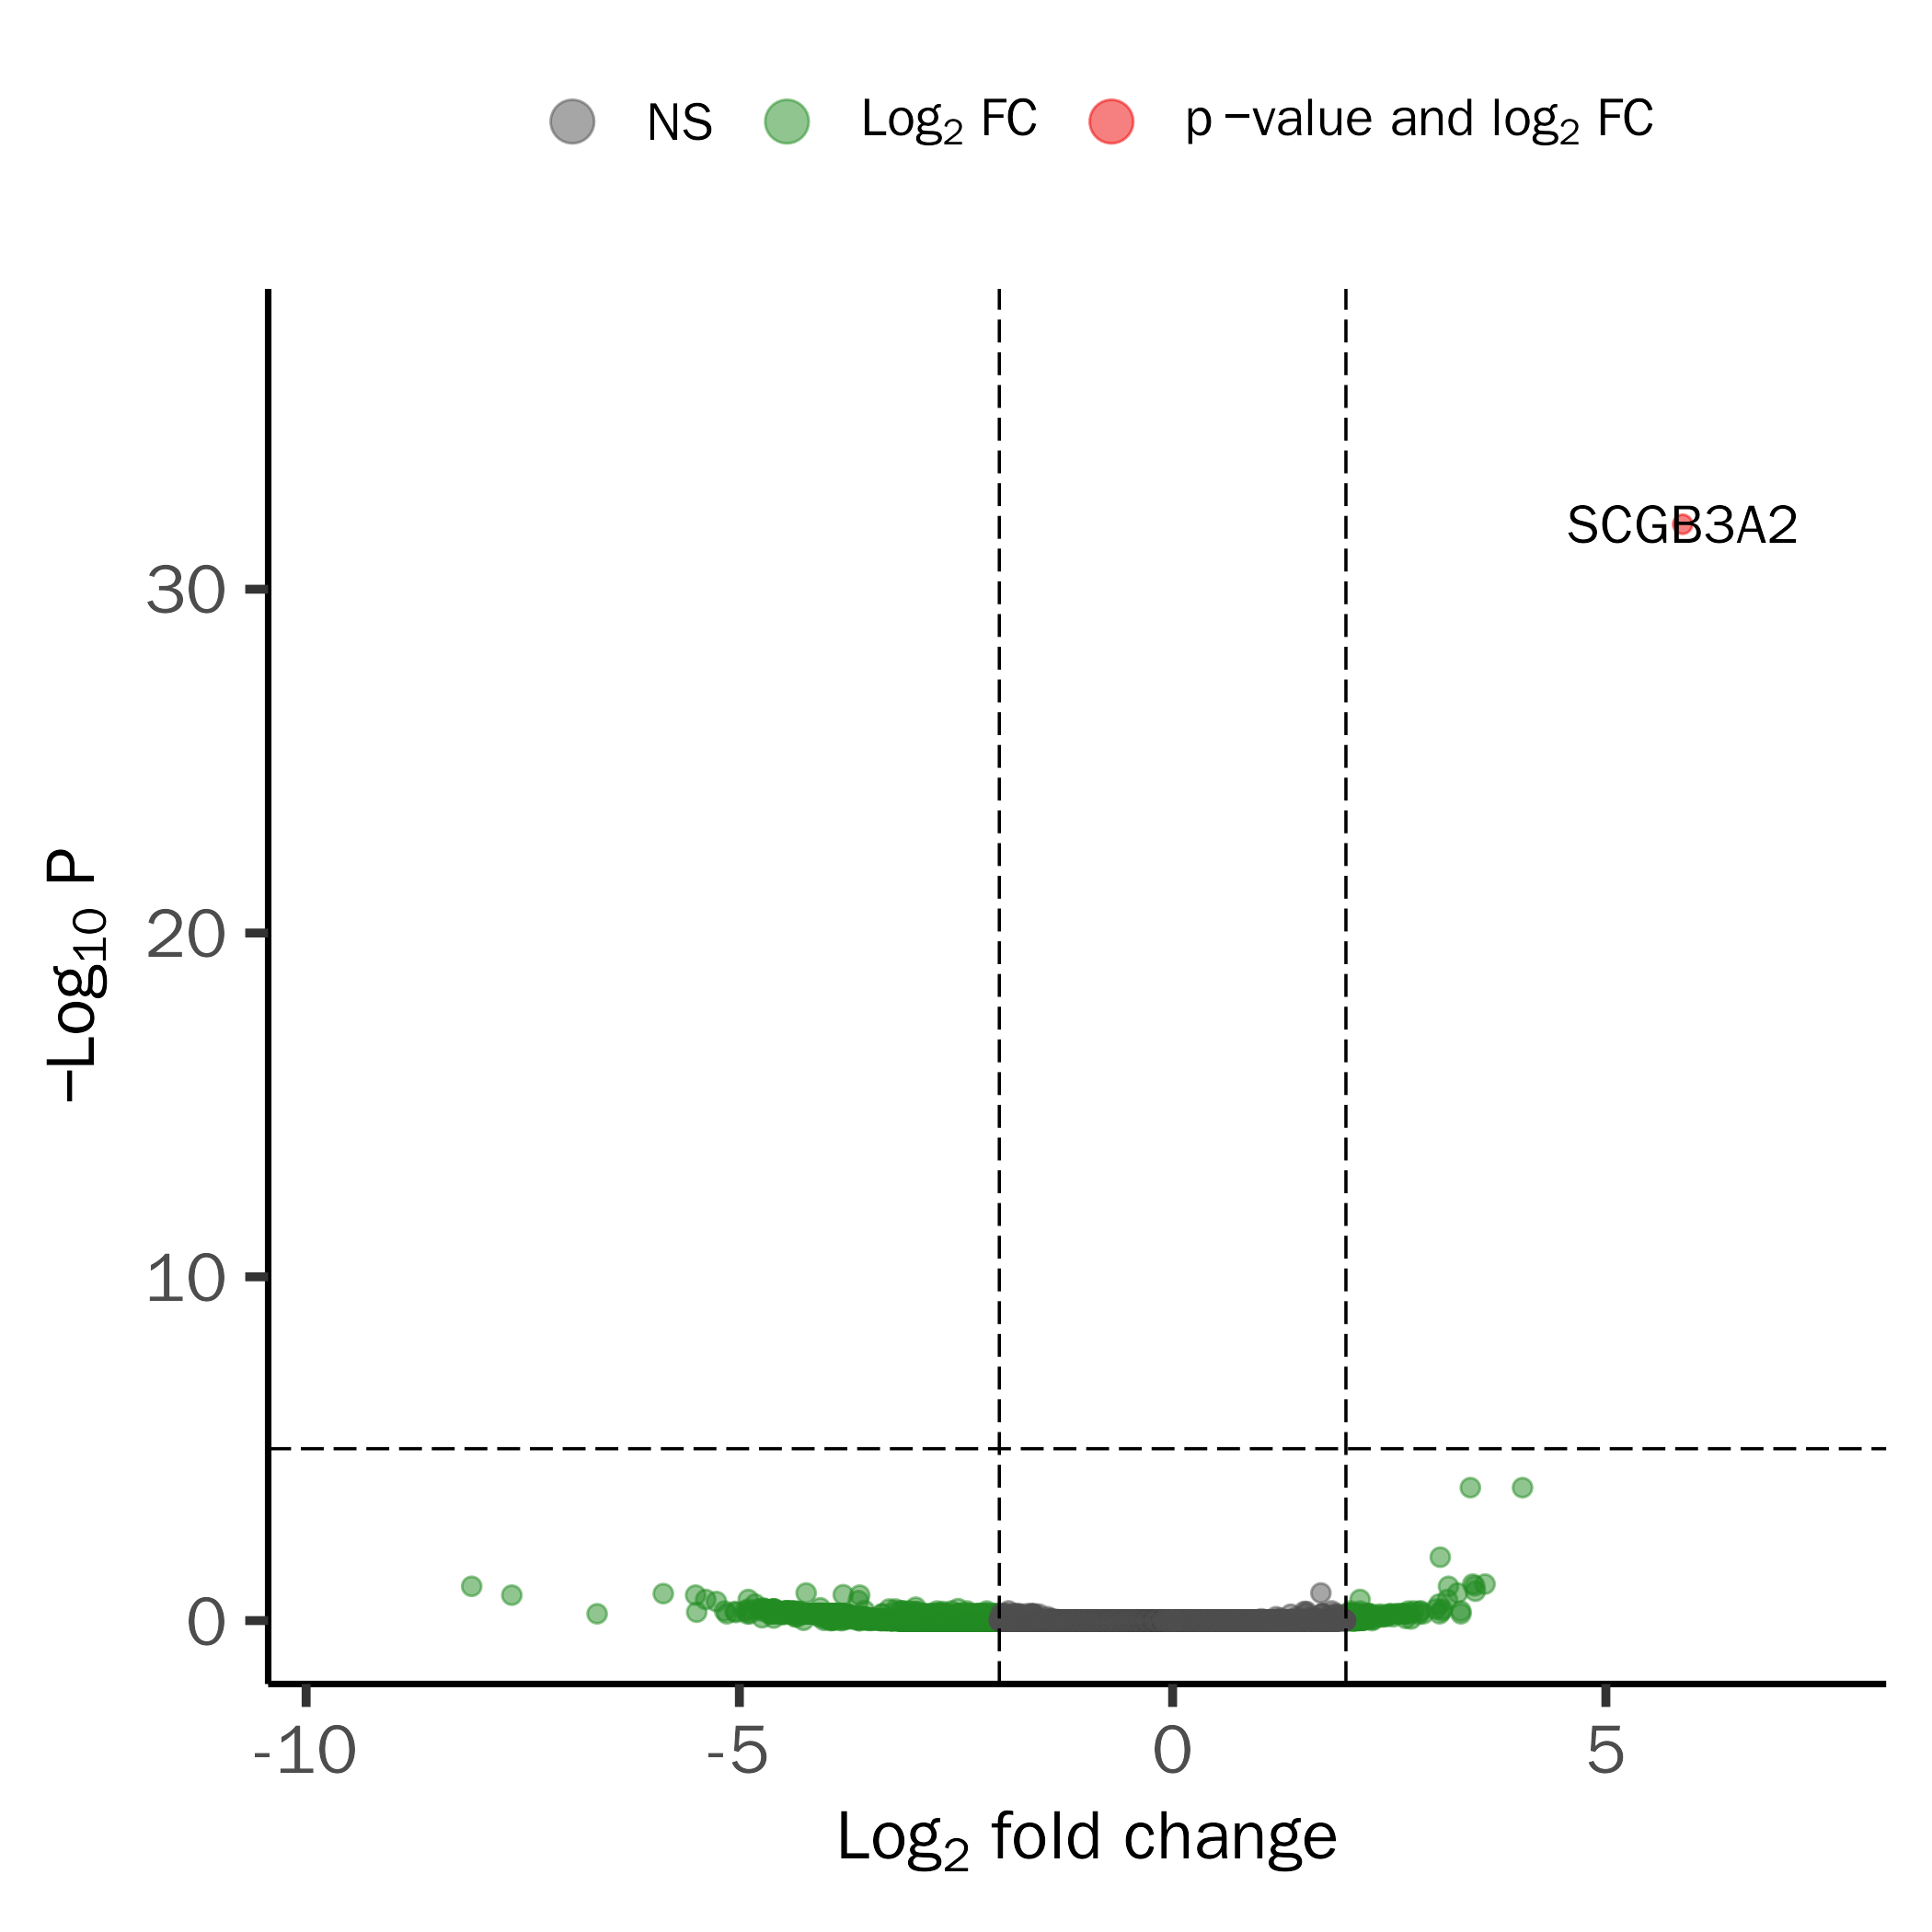 NS Log₂ FC p −value and log₂ FC
SCGB3A2
30
20
10
0
−Log₁₀ P
-10 -5 0 5
Log₂ fold change